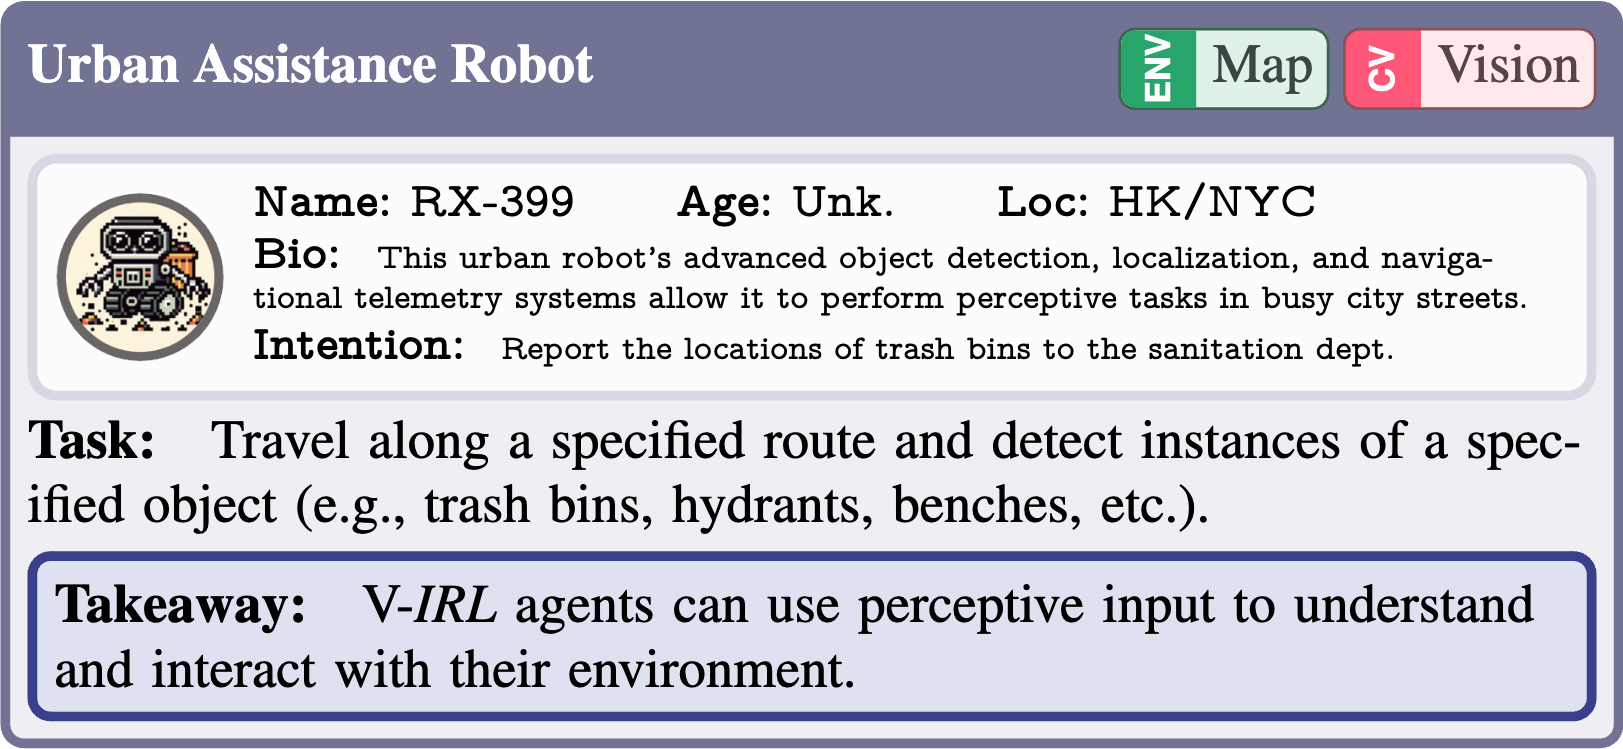 Urban Assistance Robot
ENV Map CV Vision
Name: RX-399 Age: Unk. Loc: HK/NYC
Bio: This urban robot's advanced object detection, localization, and naviga-
tional telemetry systems allow it to perform perceptive tasks in busy city streets.
Intention: Report the locations of trash bins to the sanitation dept.
Task: Travel along a specified route and detect instances of a spec-
ified object (e.g., trash bins, hydrants, benches, etc.).
Takeaway: V-IRL agents can use perceptive input to understand
and interact with their environment.